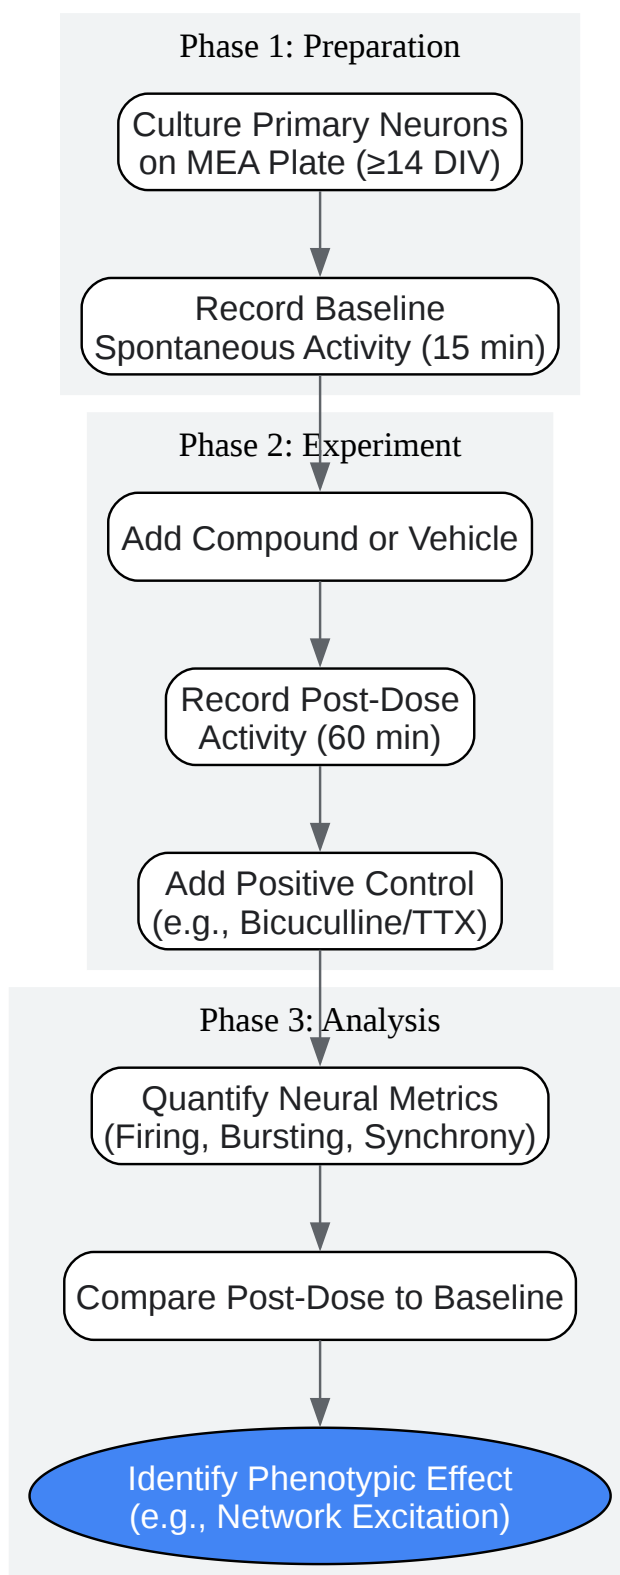 Phase 1: Preparation
Culture Primary Neurons
on MEA Plate (≥14 DIV)
Record Baseline
Spontaneous Activity (15 min)
Phase 2: Experiment
Add Compound or Vehicle
Record Post-Dose
Activity (60 min)
Add Positive Control
(e.g., Bicuculline/TTX)
Phase 3: Analysis
Quantify Neural Metrics
(Firing, Bursting, Synchrony)
Compare Post-Dose to Baseline
Identify Phenotypic Effect
(e.g., Network Excitation)